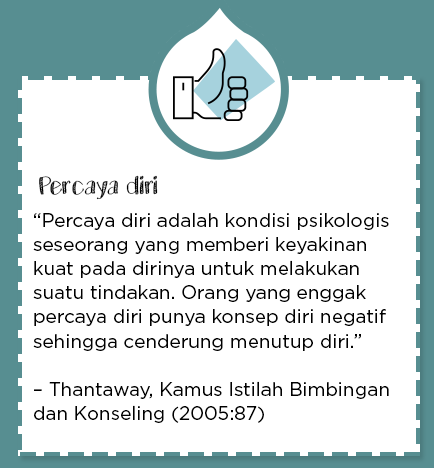 Percaya diri
“Percaya diri adalah kondisi psikologis
seseorang yang memberi keyakinan
kuat pada dirinya untuk melakukan
suatu tindakan. Orang yang enggak
percaya diri punya konsep diri negatif
sehingga cenderung menutup diri.”
– Thantaway, Kamus Istilah Bimbingan
dan Konseling (2005:87)